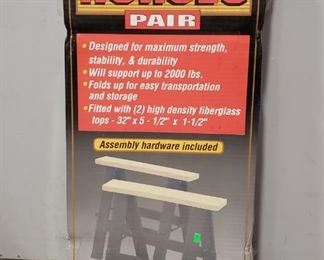 PAIR
• Designed for maximum strength,
stability, & durability
• Will support up to 2000 lbs.
• Folds up for easy transportation
and storage
• Fitted with (2) high density fiberglass
tops - 32" x 5 - 1/2" x 1-1/2"
Assembly hardware included